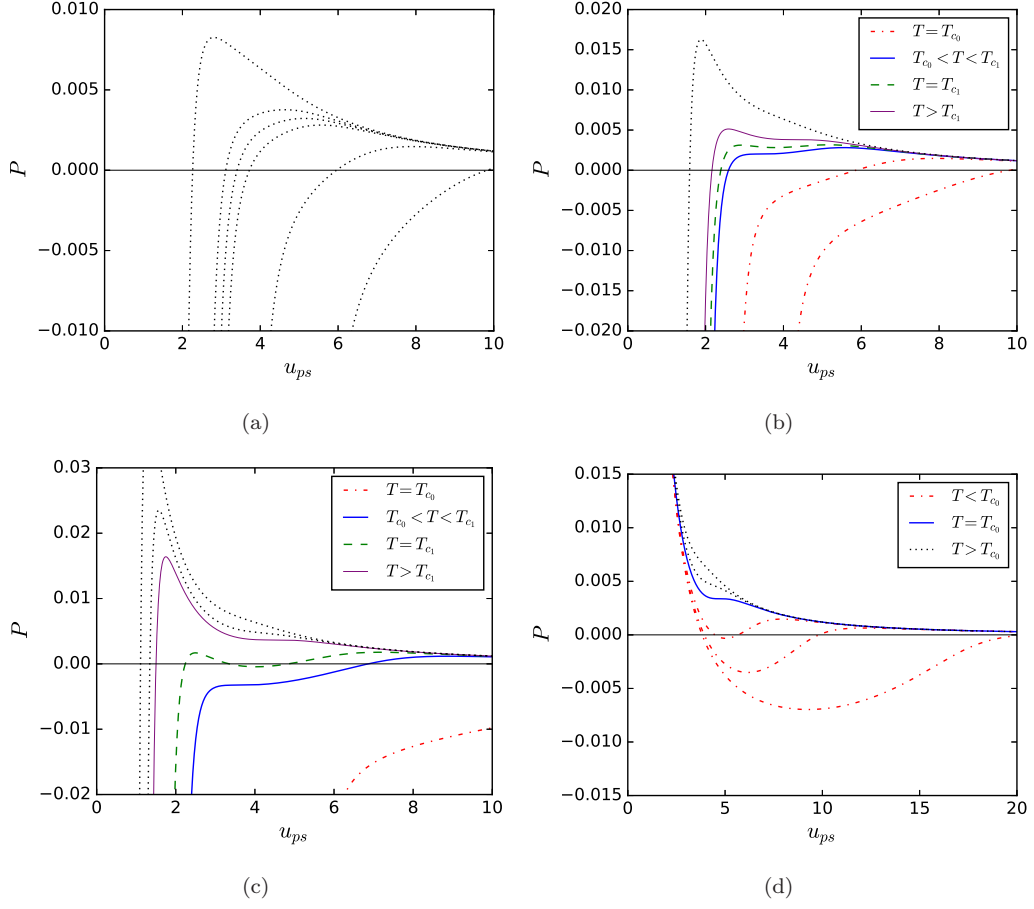 0.010
0.005
0.000
−0.005
−0.010
P
0 2 4 6 8 10
u_{ps}
(a)
0.020
0.015
0.010
0.005
0.000
−0.005
−0.010
−0.015
−0.020
P
0 2 4 6 8 10
u_{ps}
T = T_{c_0}
T_{c_0} < T < T_{c_1}
T = T_{c_1}
T > T_{c_1}
(b)
0.03
0.02
0.01
0.00
−0.01
−0.02
P
0 2 4 6 8 10
u_{ps}
T = T_{c_0}
T_{c_0} < T < T_{c_1}
T = T_{c_1}
T > T_{c_1}
(c)
0.015
0.010
0.005
0.000
−0.005
−0.010
−0.015
P
0 5 10 15 20
u_{ps}
T < T_{c_0}
T = T_{c_0}
T > T_{c_0}
(d)